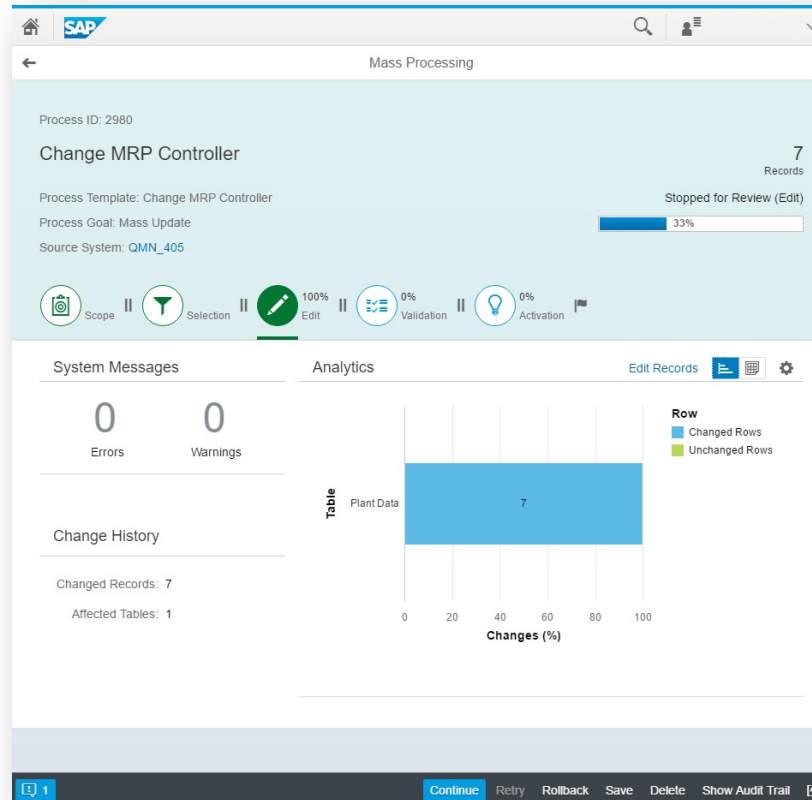 SAP
Mass Processing
Process ID: 2980
Change MRP Controller
7
Records
Process Template: Change MRP Controller
Stopped for Review (Edit)
Process Goal: Mass Update
33%
Source System: QMN_405
Scope
Selection
100%
Edit
0%
Validation
0%
Activation
System Messages
Analytics
Edit Records
0
0
Errors
Warnings
Row
Changed Rows
Unchanged Rows
Table
Plant Data
7
Change History
Changed Records: 7
Affected Tables: 1
0 20 40 60 80 100
Changes (%)
1
Continue Retry Rollback Save Delete Show Audit Trail